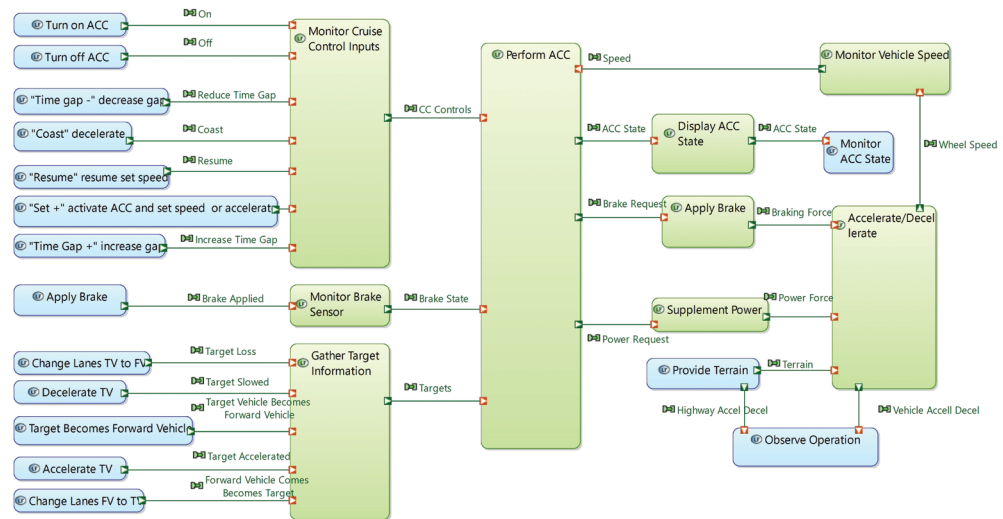 Turn on ACC
On
Turn off ACC
Off
"Time gap -" decrease gap
Reduce Time Gap
"Coast" decelerate
Coast
"Resume" resume set speed
Resume
"Set +" activate ACC and set speed or accelerat
"Time Gap +" increase gap
Increase Time Gap
Monitor Cruise
Control Inputs
CC Controls
Apply Brake
Brake Applied
Monitor Brake
Sensor
Brake State
Change Lanes TV to FV
Target Loss
Decelerate TV
Target Slowed
Target Becomes Forward Vehicle
Target Vehicle Becomes
Forward Vehicle
Accelerate TV
Target Accelerated
Change Lanes FV to TV
Forward Vehicle Comes
Becomes Target
Gather Target
Information
Targets
Perform ACC
Speed
Monitor Vehicle Speed
ACC State
Display ACC
State
ACC State
Monitor
ACC State
Wheel Speed
Brake Request
Apply Brake
Braking Force
Accelerate/Decel
lerate
Power Request
Supplement Power
Power Force
Provide Terrain
Terrain
Highway Accel Decel
Vehicle Accell Decel
Observe Operation